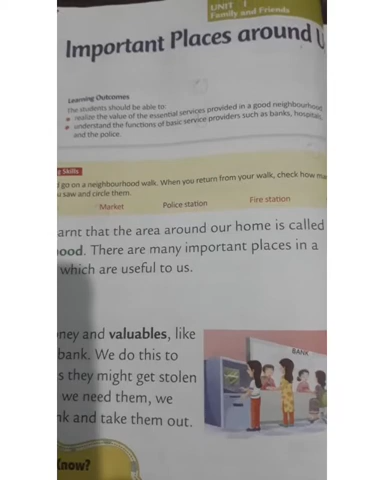 UNIT 1
Family and Friends
Important Places around U
Learning Outcomes
The students should be able to:
realize the value of the essential services provided in a good neighbourhood
understand the functions of basic service providers such as banks, hospitals,
and the police.
g Skills
go on a neighbourhood walk. When you return from your walk, check how ma
u saw and circle them.
Market Police station Fire station
arnt that the area around our home is called
ood. There are many important places in a
which are useful to us.
ney and valuables, like
bank. We do this to
s they might get stolen
we need them, we
nk and take them out.
BANK
Know?